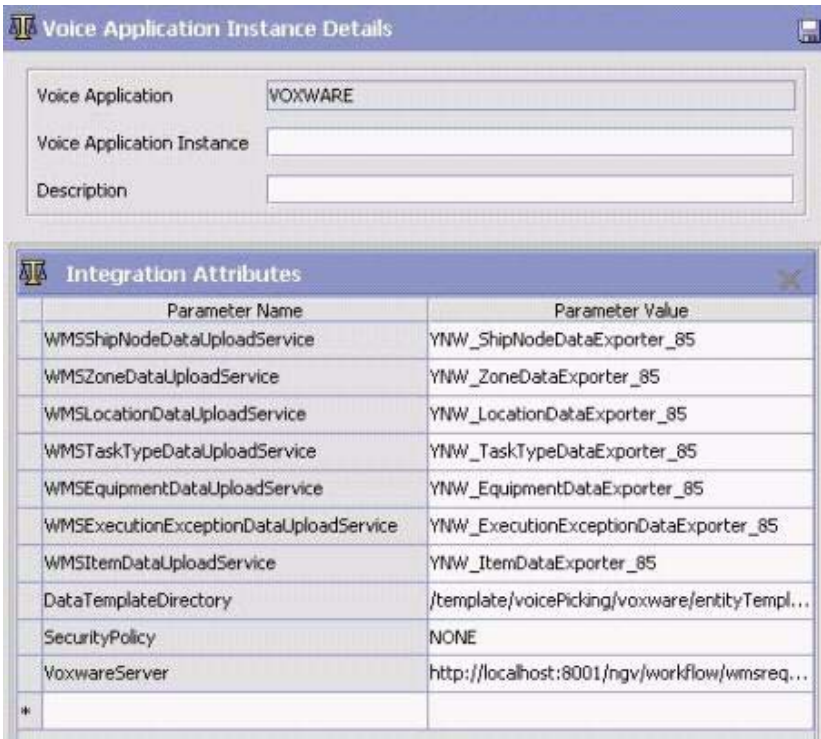 Voice Application Instance Details
Voice Application VOXWARE
Voice Application Instance
Description
Integration Attributes
Parameter Name Parameter Value
WMSShipNodeDataUploadService YNW_ShipNodeDataExporter_85
WMSZoneDataUploadService YNW_ZoneDataExporter_85
WMSLocationDataUploadService YNW_LocationDataExporter_85
WMSTaskTypeDataUploadService YNW_TaskTypeDataExporter_85
WMSEquipmentDataUploadService YNW_EquipmentDataExporter_85
WMSExecutionExceptionDataUploadService YNW_ExecutionExceptionDataExporter_85
WMSItemDataUploadService YNW_ItemDataExporter_85
DataTemplateDirectory /template/voicePicking/voxware/entityTempl...
SecurityPolicy NONE
VoxwareServer http://localhost:8001/ngv/workflow/wmsreq...
*